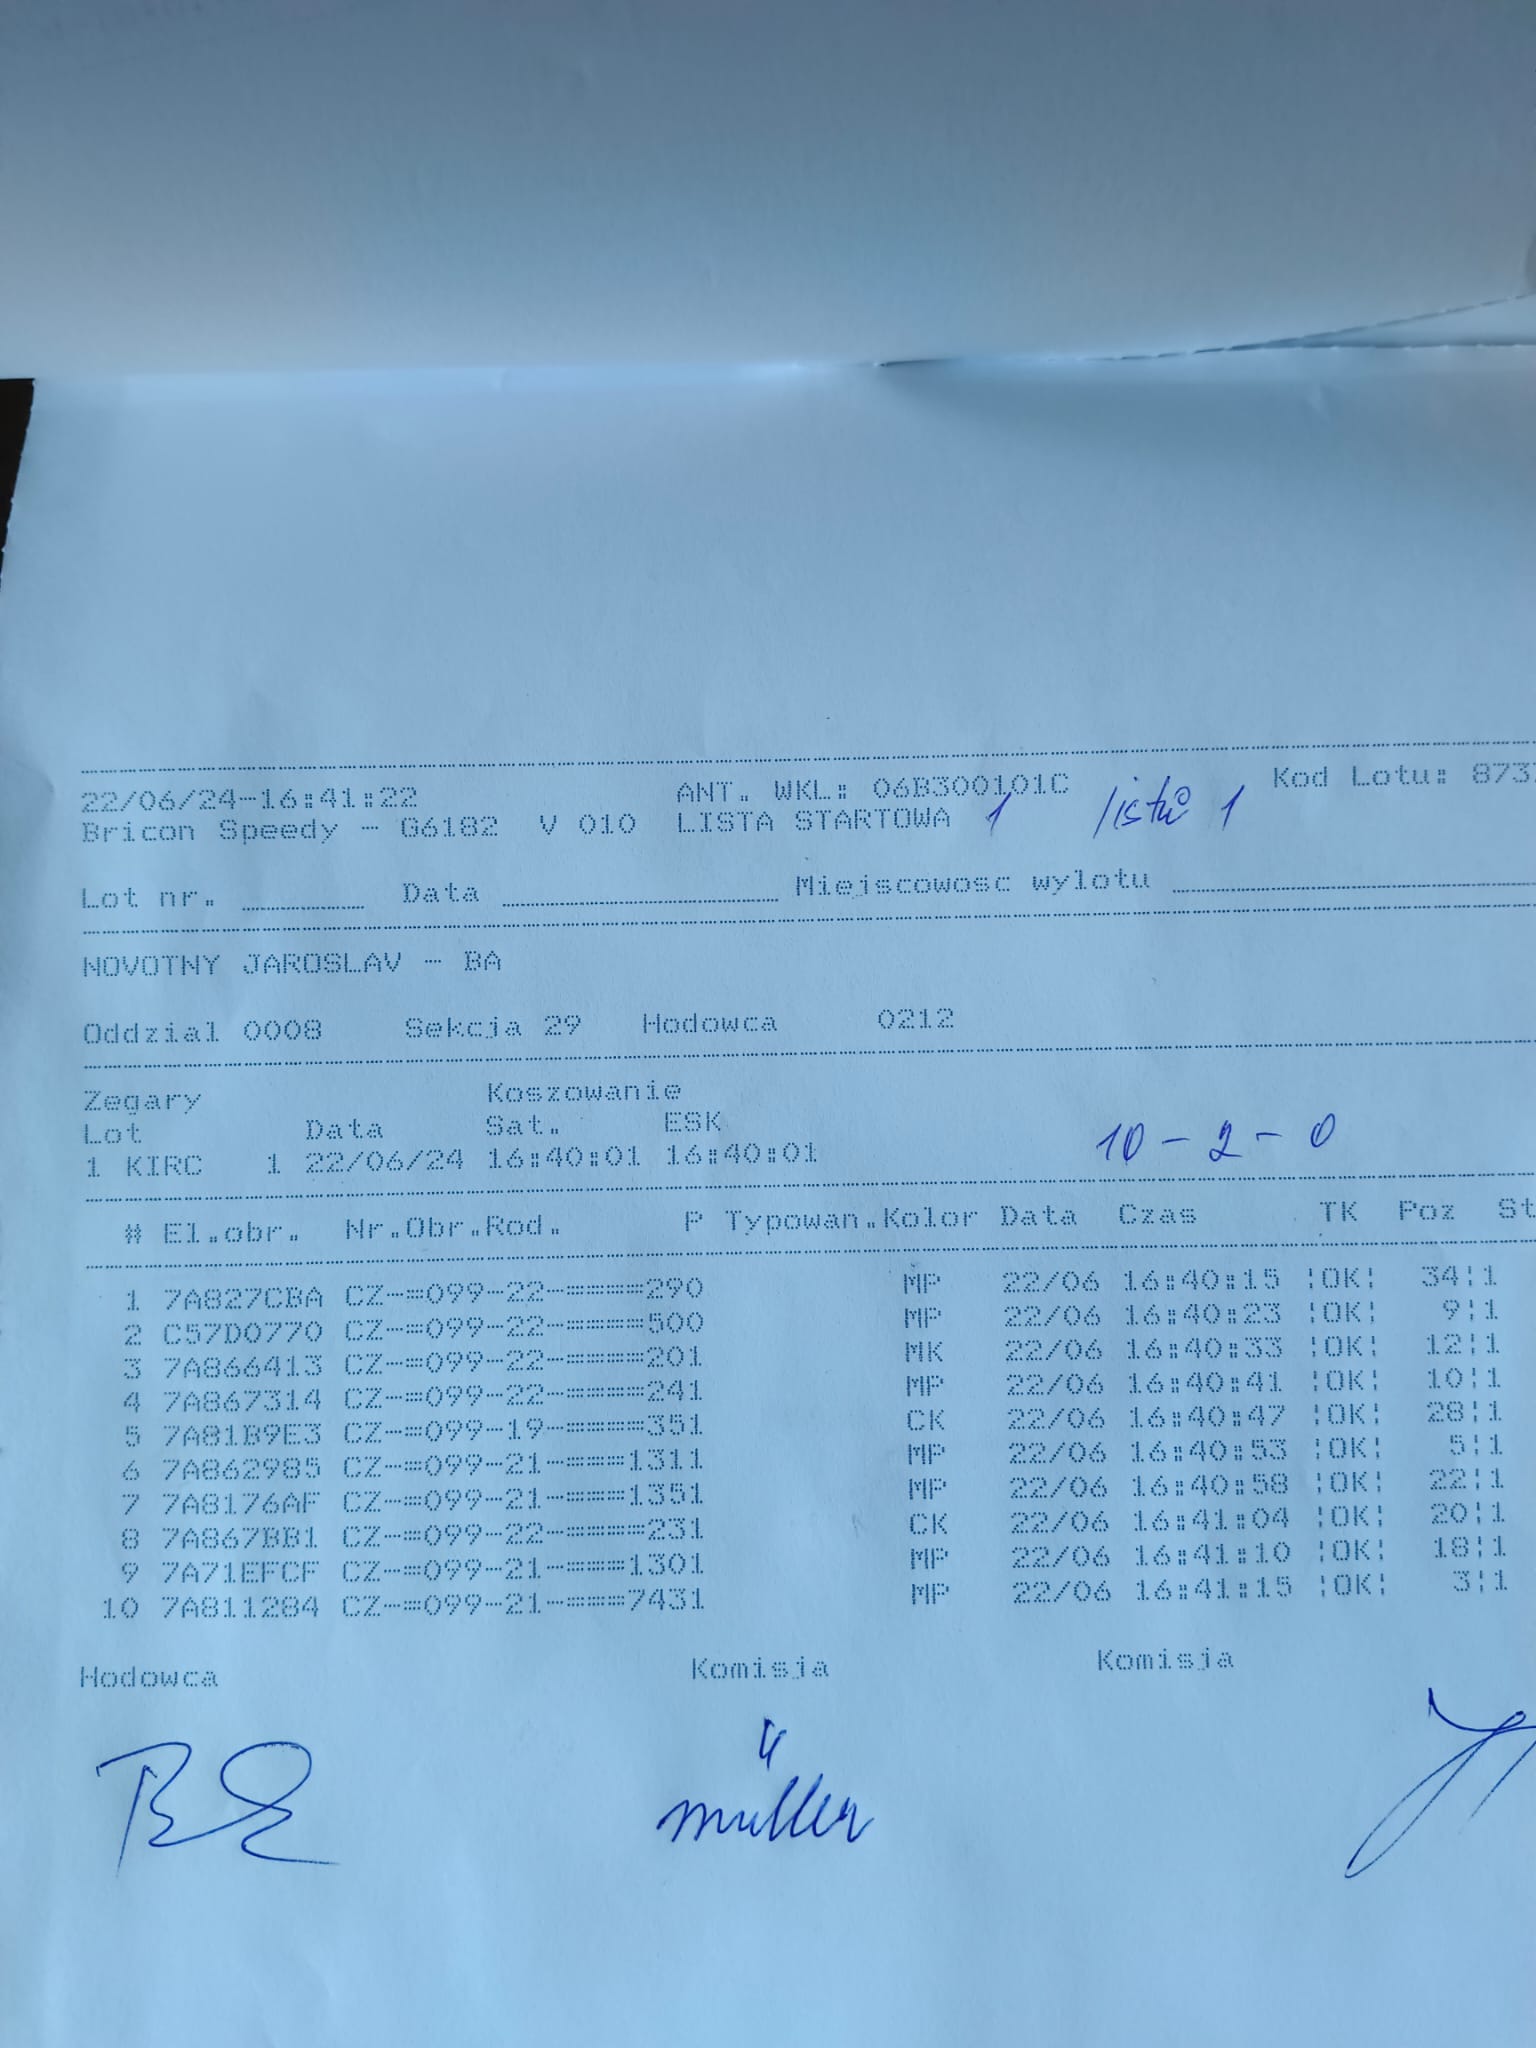 22/06/24-16:41:22 ANT. WKL: 06B300101C Kod Lotu: 873
Bricon Speedy - G6182 V 010 LISTA STARTOWA 1 listů 1
Lot nr. Data Miejscowosc wylotu
NOVOTNY JAROSLAV - BA
Oddzial 0008 Sekcja 29 Hodowca 0212
Zegary Koszowanie
Lot Data Sat. ESK
1 KIRC 1 22/06/24 16:40:01 16:40:01 10-2-0
# El.obr. Nr.Obr.Rod. P Typowan.Kolor Data Czas TK Poz St
1 7A827CBA CZ-=099-22-=====290 MP 22/06 16:40:15 ¦OK¦ 34¦1
2 C57D0770 CZ-=099-22-=====500 MP 22/06 16:40:23 ¦OK¦ 9¦1
3 7A866413 CZ-=099-22-=====201 MK 22/06 16:40:33 ¦OK¦ 12¦1
4 7A867314 CZ-=099-22-=====241 MP 22/06 16:40:41 ¦OK¦ 10¦1
5 7A81B9E3 CZ-=099-19-=====351 CK 22/06 16:40:47 ¦OK¦ 28¦1
6 7A862985 CZ-=099-21-====1311 MP 22/06 16:40:53 ¦OK¦ 5¦1
7 7A8176AF CZ-=099-21-====1351 MP 22/06 16:40:58 ¦OK¦ 22¦1
8 7A867BB1 CZ-=099-22-=====231 CK 22/06 16:41:04 ¦OK¦ 20¦1
9 7A71EFCF CZ-=099-21-====1301 MP 22/06 16:41:10 ¦OK¦ 18¦1
10 7A811284 CZ-=099-21-====7431 MP 22/06 16:41:15 ¦OK¦ 3¦1
Hodowca Komisja Komisja
müller